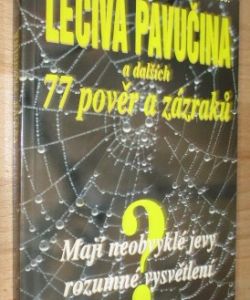 LÉČIVÁ PAVUČINA
a dalších
77 pověr a zázraků
?
Mají neobvyklé jevy
rozumné vysvětlení